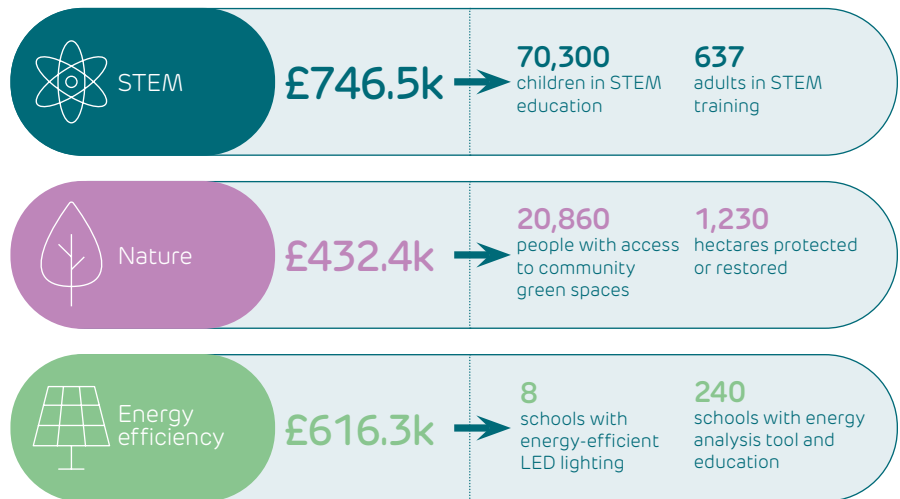 STEM
£746.5k
70,300
children in STEM
education
637
adults in STEM
training
Nature
£432.4k
20,860
people with access
to community
green spaces
1,230
hectares protected
or restored
Energy
efficiency
£616.3k
8
schools with
energy-efficient
LED lighting
240
schools with energy
analysis tool and
education